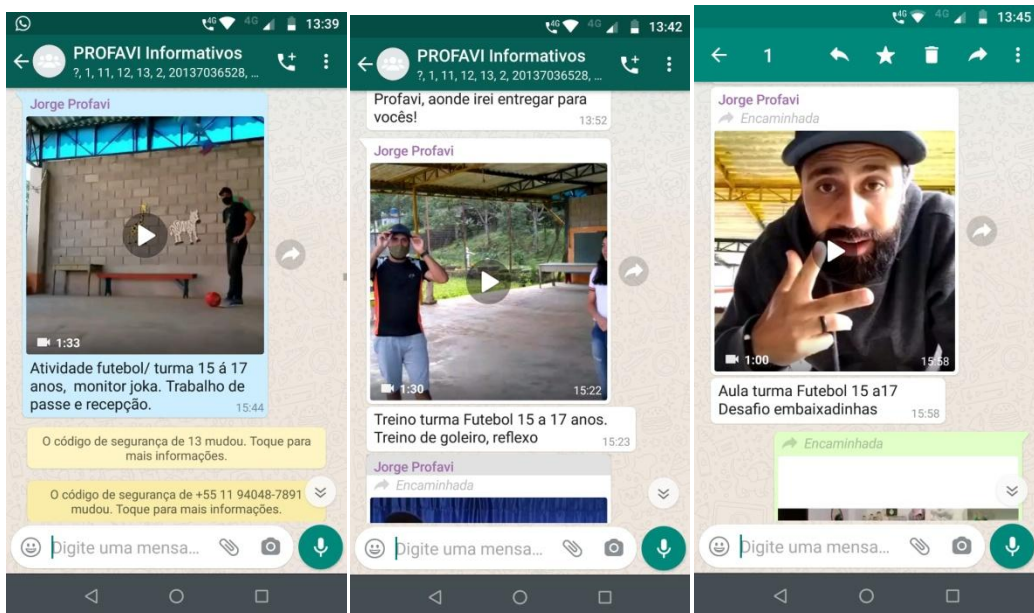 4G 4G 13:39
PROFAVI Informativos
?, 1, 11, 12, 13, 2, 20137036528, ...
Jorge Profavi
1:33
Atividade futebol/ turma 15 á 17
anos, monitor joka. Trabalho de
passe e recepção.
15:44
O código de segurança de 13 mudou. Toque para
mais informações.
O código de segurança de +55 11 94048-7891
mudou. Toque para mais informações.
Digite uma mensa...
4G 4G 13:42
PROFAVI Informativos
?, 1, 11, 12, 13, 2, 20137036528, ...
Profavi, aonde irei entregar para
vocês!
13:52
Jorge Profavi
1:30
15:22
Treino turma Futebol 15 a 17 anos.
Treino de goleiro, reflexo
15:23
Jorge Profavi
Encaminhada
Digite uma mensa...
4G 4G 13:45
1
Jorge Profavi
Encaminhada
1:00
15:58
Aula turma Futebol 15 a17
Desafio embaixadinhas
15:58
Encaminhada
Digite uma mensa...